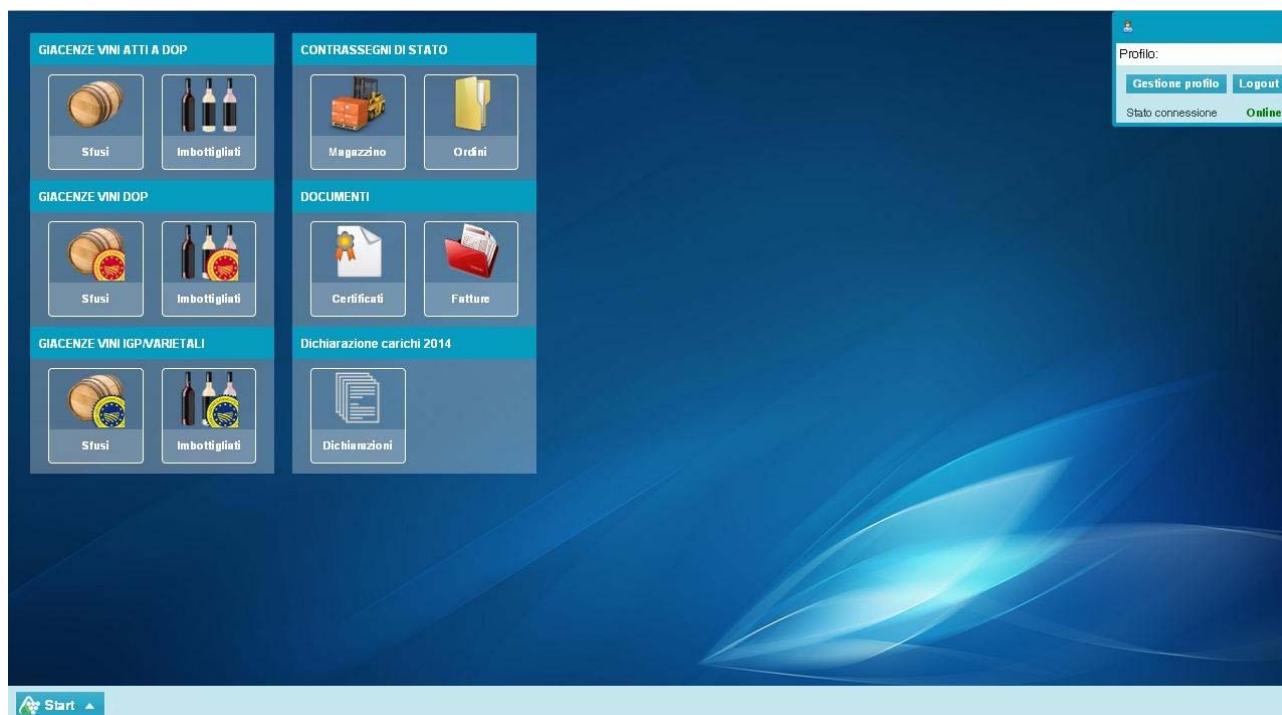 GIACENZE VINI ATTI A DOP
Sfusi
Imbottigliati
GIACENZE VINI DOP
Sfusi
Imbottigliati
GIACENZE VINI IGP/VARIETALI
Sfusi
Imbottigliati
CONTRASSEGNI DI STATO
Magazzino
Ordini
DOCUMENTI
Certificati
Fatture
Dichiarazione carichi 2014
Dichiarazioni
Profilo:
Gestione profilo
Logout
Stato connessione
Online
Start